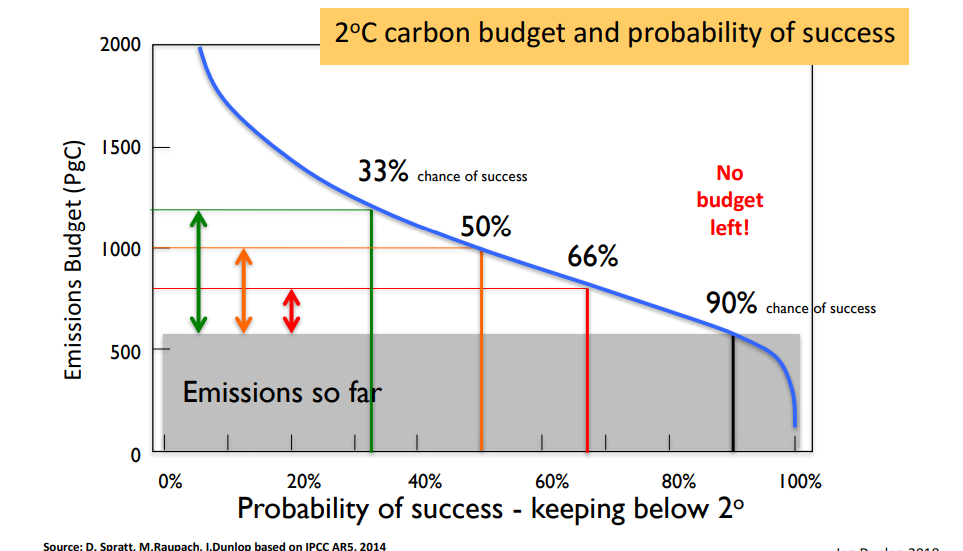 2ºC carbon budget and probability of success
2000
1500
1000
500
0
Emissions Budget (PgC)
33% chance of success
50%
66%
90% chance of success
No
budget
left!
Emissions so far
0%
20%
40%
60%
80%
100%
Probability of success - keeping below 2º
Source: D. Spratt, M.Raupach, I.Dunlop based on IPCC AR5, 2014